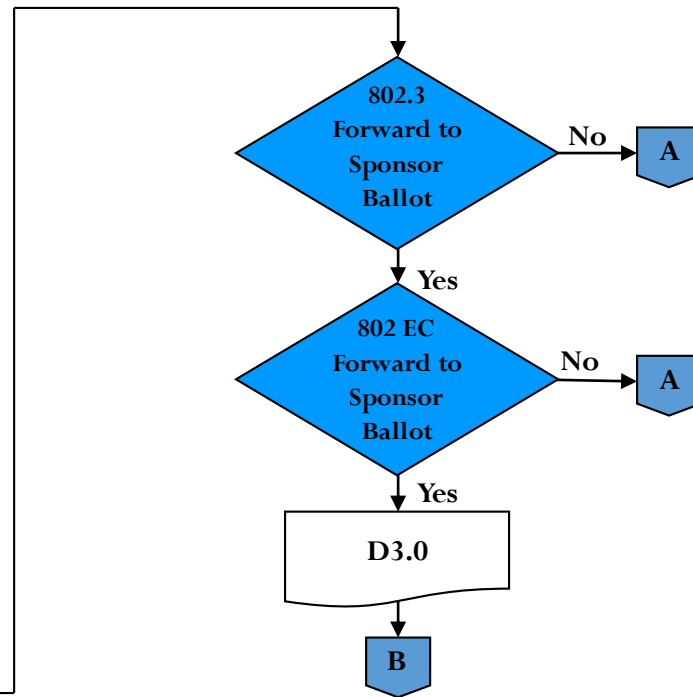 802.3
Forward to
Sponsor
Ballot
No
A
Yes
802 EC
Forward to
Sponsor
Ballot
No
A
Yes
D3.0
B